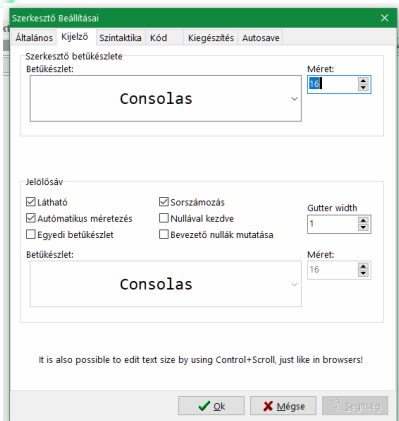 Szerkesztő Beállításai
Általános Kijelző Szintaktika Kód Kiegészítés Autosave
Szerkesztő betűkészlete
Betűkészlet: Méret:
Consolas 16
Jelölősáv
Látható Sorszámozás
Gutter width
Automatikus méretezés Nullával kezdve 1
Egyedi betűkészlet Bevezető nullák mutatása
Betűkészlet: Méret:
Consolas 16
It is also possible to edit text size by using Control+Scroll, just like in browsers!
Ok Mégse Segítség